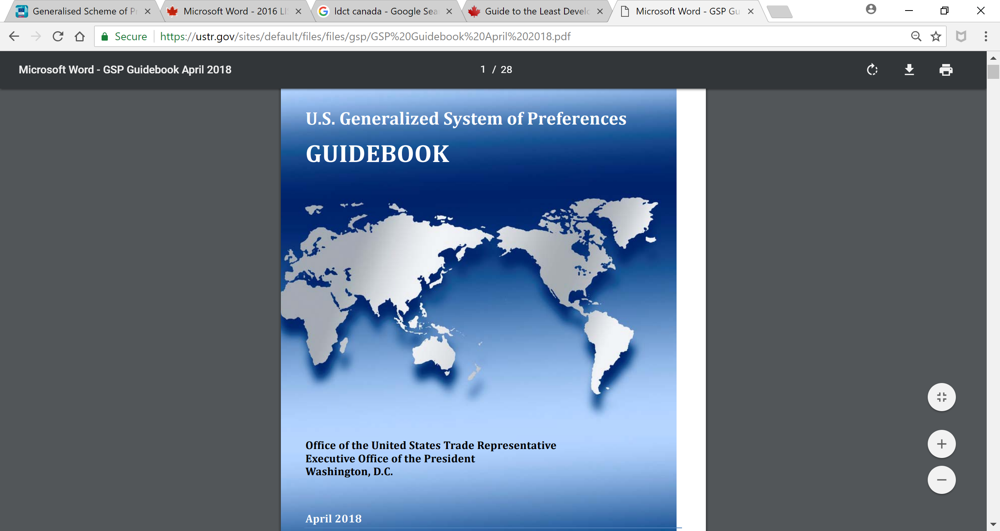 Generalised Scheme of Pr
Microsoft Word - 2016 LI
ldct canada - Google Sea
Guide to the Least Develo
Microsoft Word - GSP Gu
Secure
https://ustr.gov/sites/default/files/files/gsp/GSP%20Guidebook%20April%202018.pdf
Microsoft Word - GSP Guidebook April 2018
1 / 28
U.S. Generalized System of Preferences
GUIDEBOOK
Office of the United States Trade Representative
Executive Office of the President
Washington, D.C.
April 2018